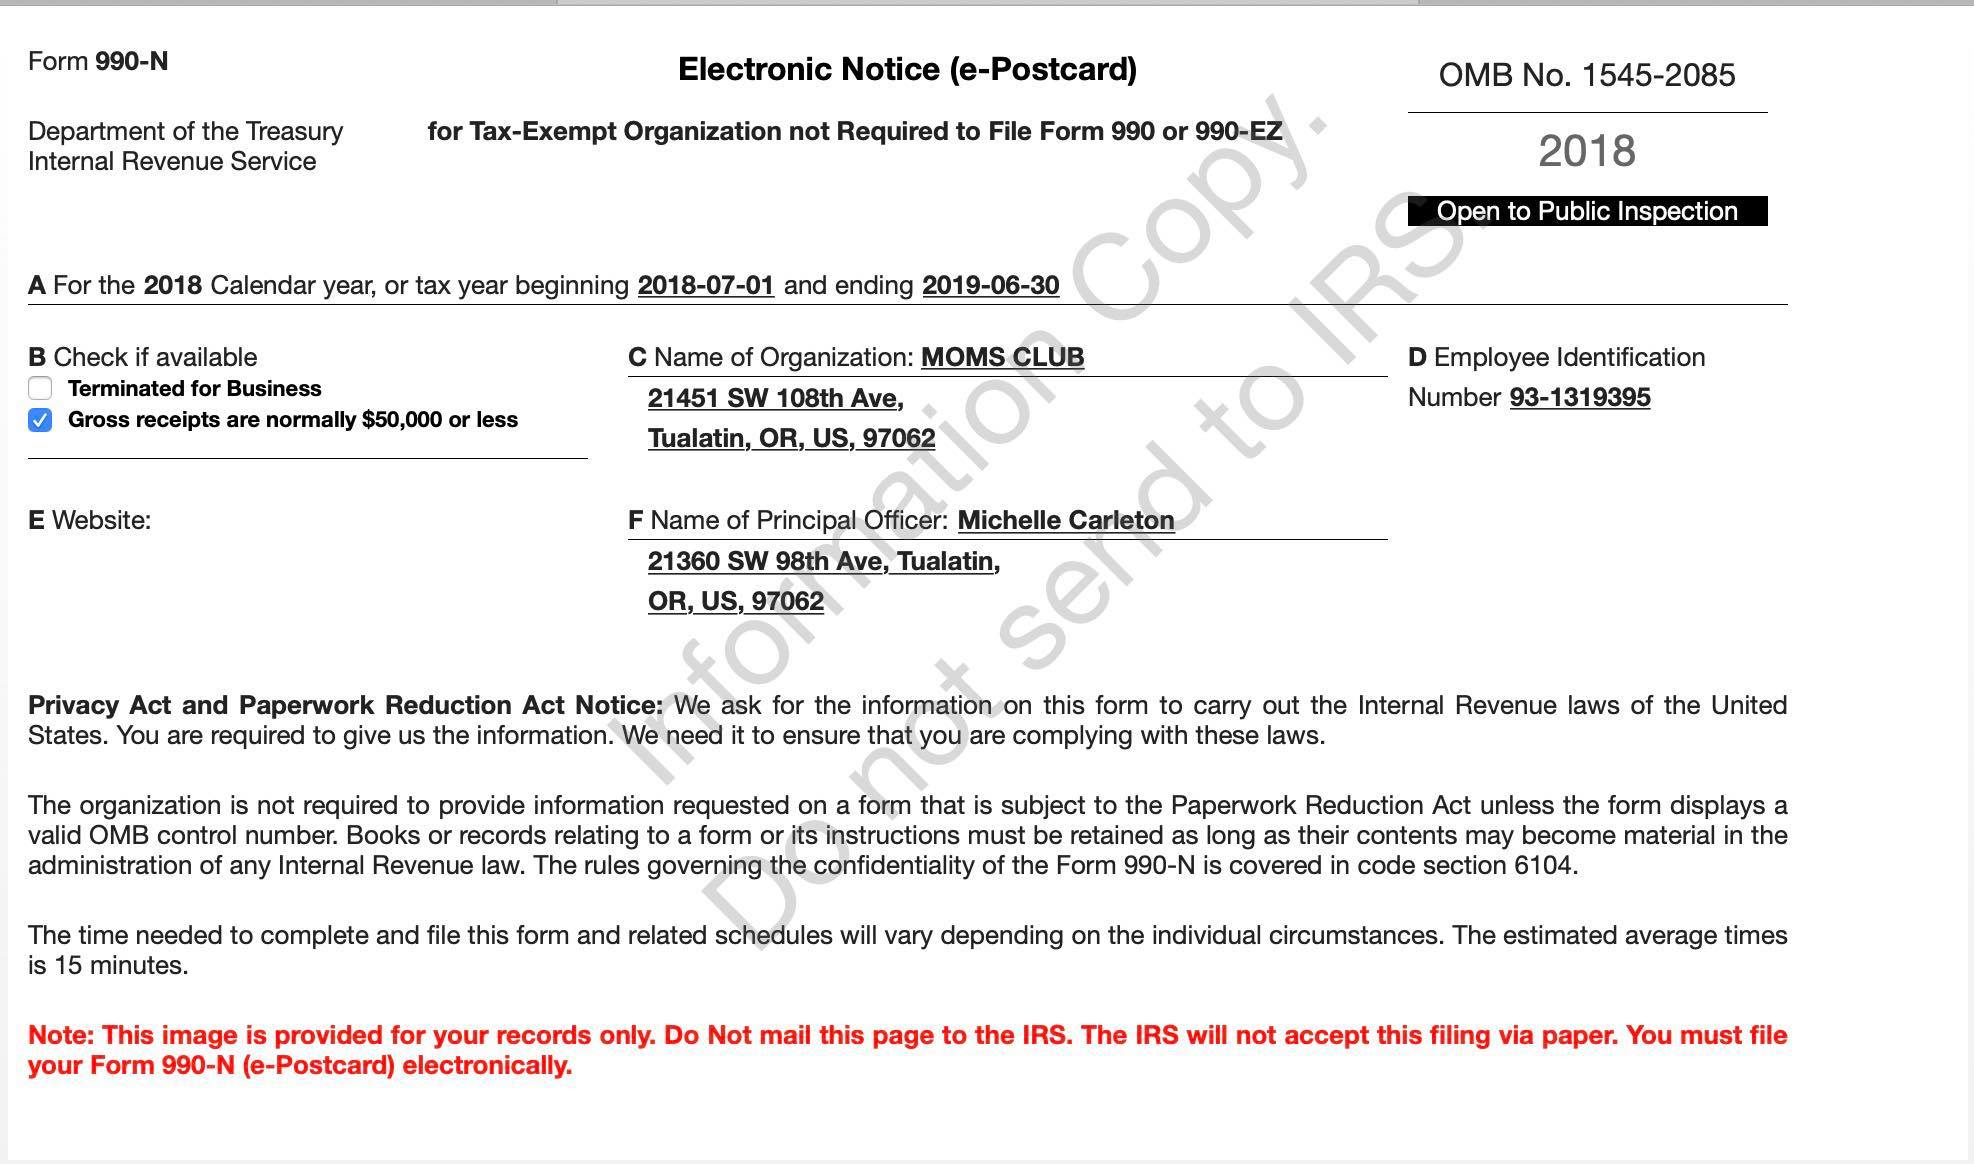 Form 990-N
Electronic Notice (e-Postcard)
OMB No. 1545-2085
Department of the Treasury
Internal Revenue Service
for Tax-Exempt Organization not Required to File Form 990 or 990-EZ
2018
Open to Public Inspection
A For the 2018 Calendar year, or tax year beginning 2018-07-01 and ending 2019-06-30
B Check if available
Terminated for Business
Gross receipts are normally $50,000 or less
C Name of Organization: MOMS CLUB
21451 SW 108th Ave,
Tualatin, OR, US, 97062
D Employee Identification
Number 93-1319395
E Website:
F Name of Principal Officer: Michelle Carleton
21360 SW 98th Ave, Tualatin,
OR, US, 97062
Privacy Act and Paperwork Reduction Act Notice: We ask for the information on this form to carry out the Internal Revenue laws of the United
States. You are required to give us the information. We need it to ensure that you are complying with these laws.
The organization is not required to provide information requested on a form that is subject to the Paperwork Reduction Act unless the form displays a
valid OMB control number. Books or records relating to a form or its instructions must be retained as long as their contents may become material in the
administration of any Internal Revenue law. The rules governing the confidentiality of the Form 990-N is covered in code section 6104.
The time needed to complete and file this form and related schedules will vary depending on the individual circumstances. The estimated average times
is 15 minutes.
Note: This image is provided for your records only. Do Not mail this page to the IRS. The IRS will not accept this filing via paper. You must file
your Form 990-N (e-Postcard) electronically.
Information Copy.
Do not send to IRS.